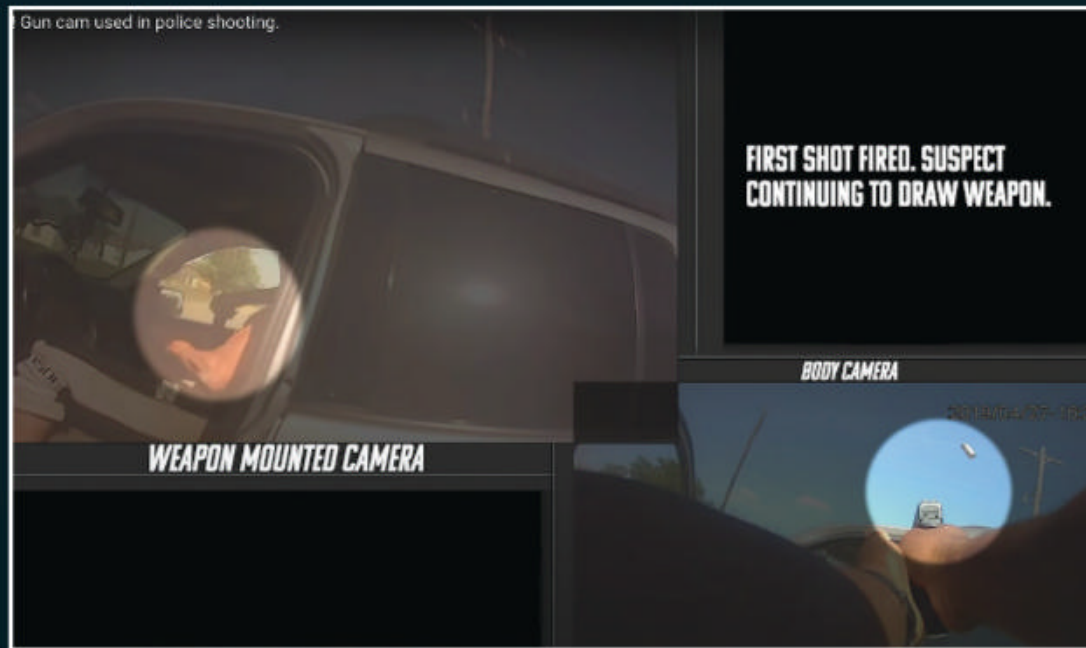 Gun cam used in police shooting.
FIRST SHOT FIRED. SUSPECT
CONTINUING TO DRAW WEAPON.
BODY CAMERA
WEAPON MOUNTED CAMERA